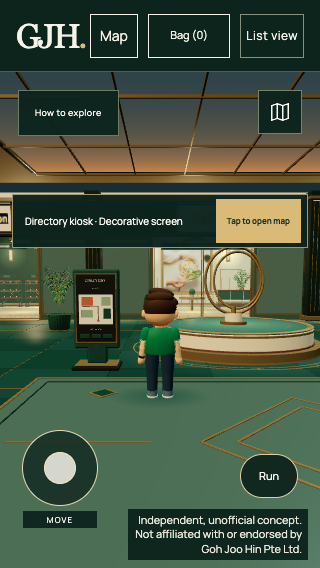 GJH.
Map
Bag (0)
List view
How to explore
Directory kiosk · Decorative screen
Tap to open map
MOVE
Run
Independent, unofficial concept.
Not affiliated with or endorsed by
Goh Joo Hin Pte Ltd.